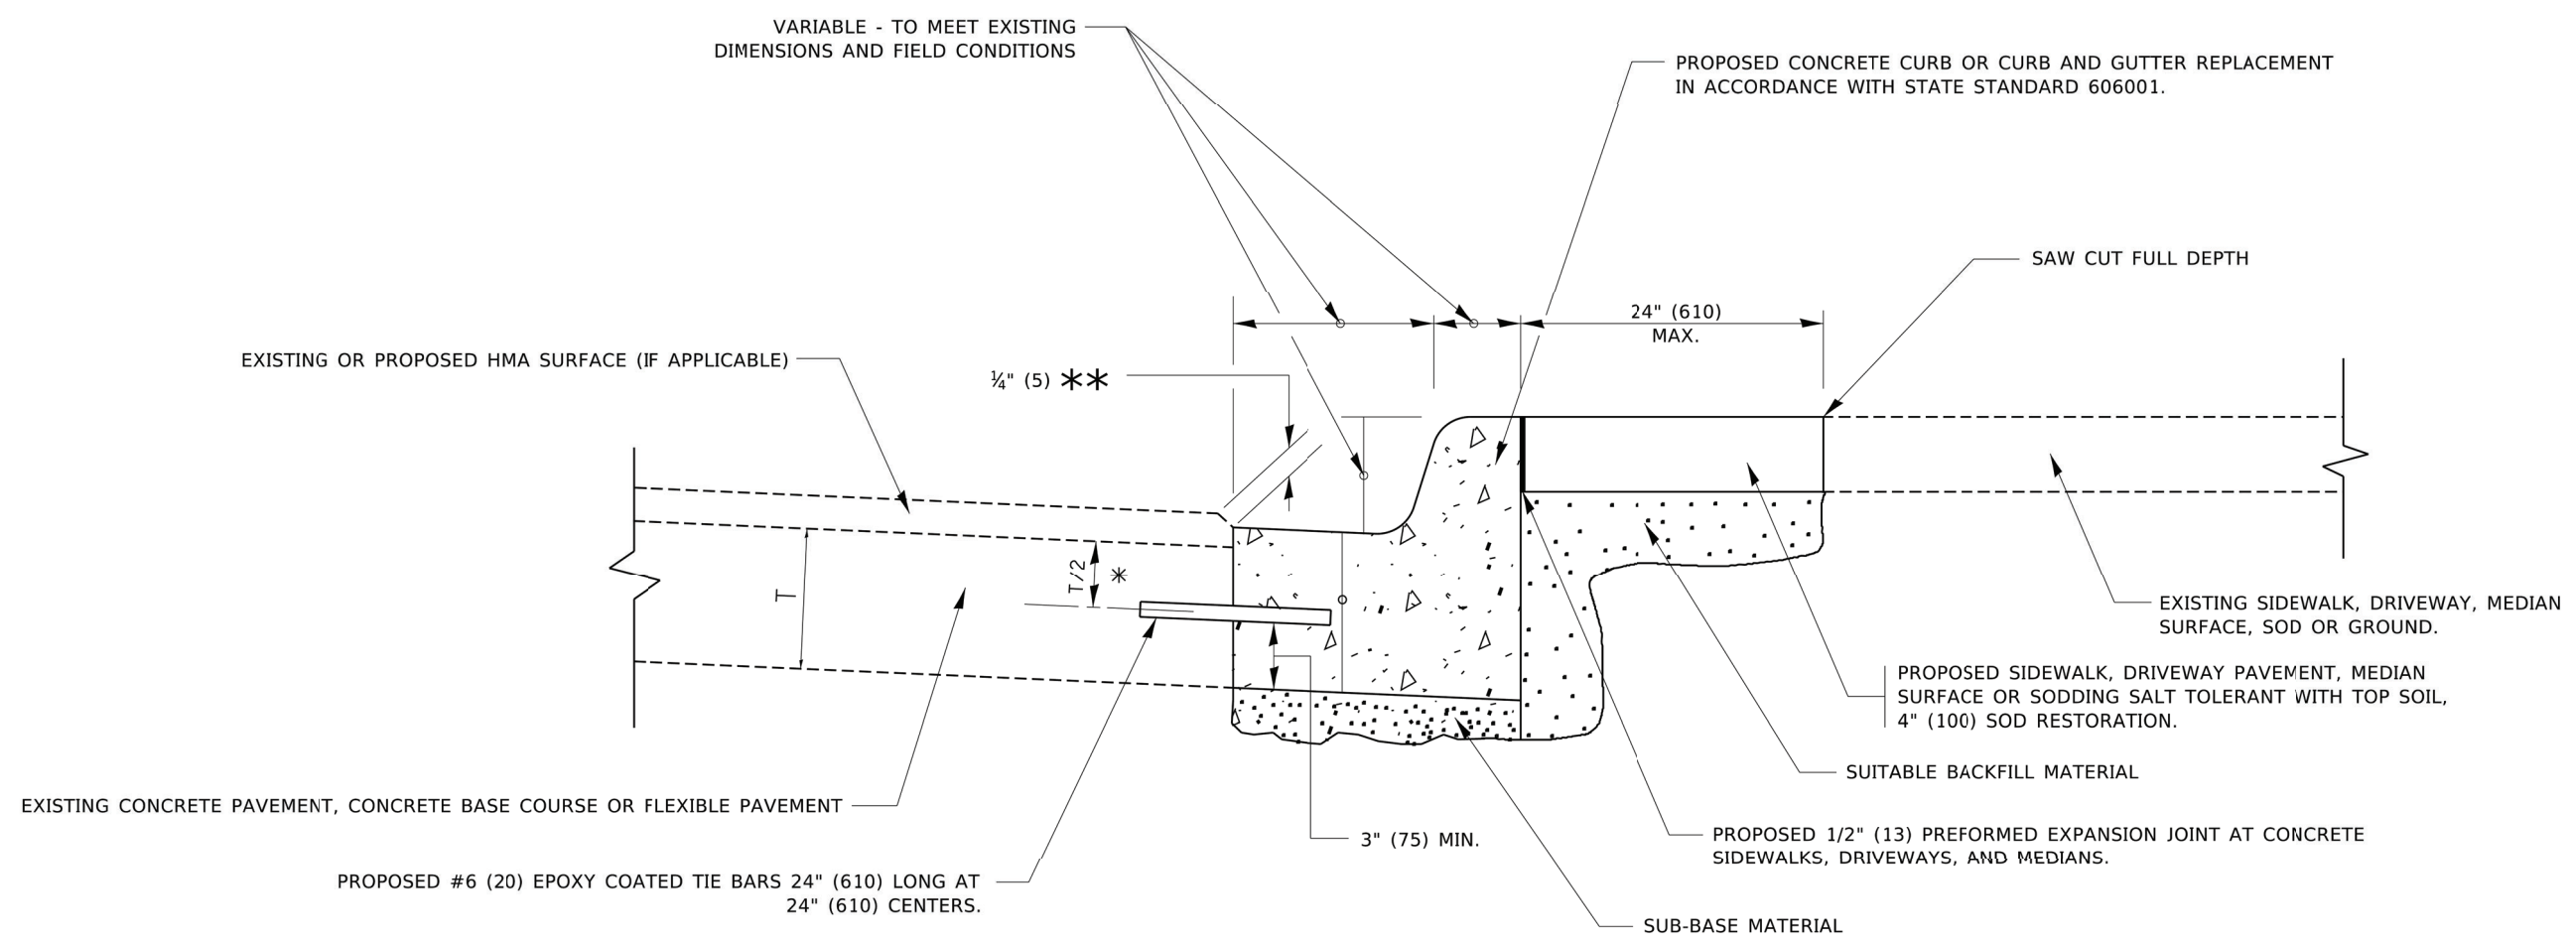 VARIABLE - TO MEET EXISTING
DIMENSIONS AND FIELD CONDITIONS
PROPOSED CONCRETE CURB OR CURB AND GUTTER REPLACEMENT
IN ACCORDANCE WITH STATE STANDARD 606001.
SAW CUT FULL DEPTH
24" (610)
MAX.
EXISTING OR PROPOSED HMA SURFACE (IF APPLICABLE)
¼" (5) **
T
T/2
*
EXISTING SIDEWALK, DRIVEWAY, MEDIAN
SURFACE, SOD OR GROUND.
PROPOSED SIDEWALK, DRIVEWAY PAVEMENT, MEDIAN
SURFACE OR SODDING SALT TOLERANT WITH TOP SOIL,
4" (100) SOD RESTORATION.
SUITABLE BACKFILL MATERIAL
EXISTING CONCRETE PAVEMENT, CONCRETE BASE COURSE OR FLEXIBLE PAVEMENT
3" (75) MIN.
PROPOSED 1/2" (13) PREFORMED EXPANSION JOINT AT CONCRETE
SIDEWALKS, DRIVEWAYS, AND MEDIANS.
PROPOSED #6 (20) EPOXY COATED TIE BARS 24" (610) LONG AT
24" (610) CENTERS.
SUB-BASE MATERIAL